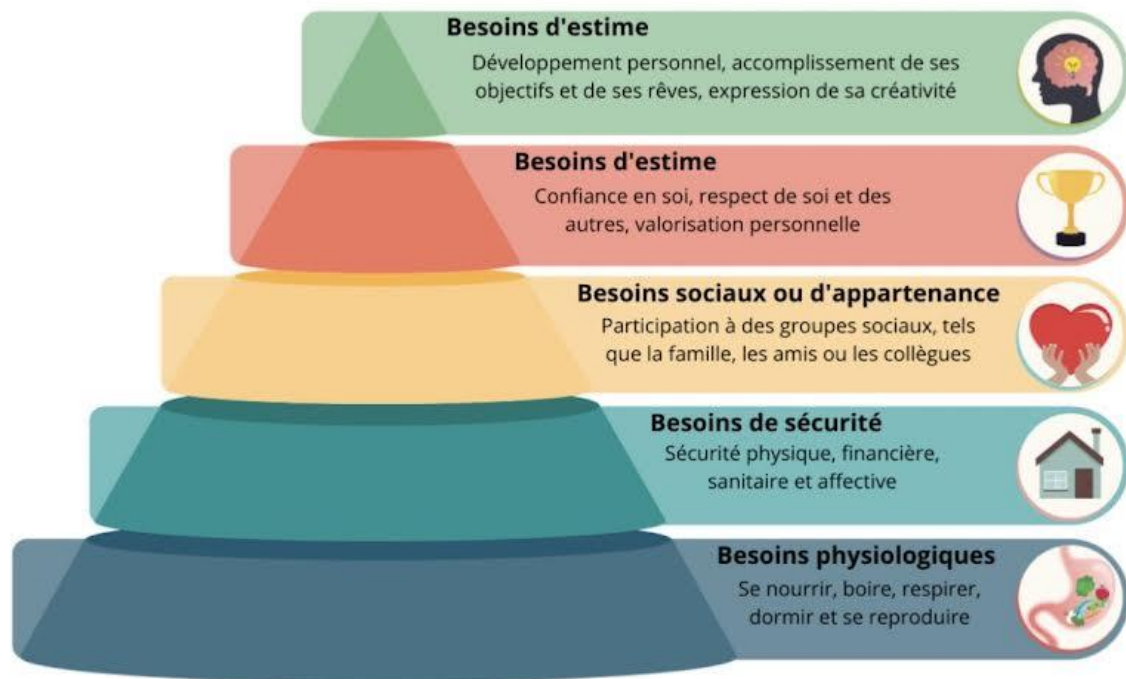 Besoins d'estime
Développement personnel, accomplissement de ses
objectifs et de ses rêves, expression de sa créativité
Besoins d'estime
Confiance en soi, respect de soi et des
autres, valorisation personnelle
Besoins sociaux ou d'appartenance
Participation à des groupes sociaux, tels
que la famille, les amis ou les collègues
Besoins de sécurité
Sécurité physique, financière,
sanitaire et affective
Besoins physiologiques
Se nourrir, boire, respirer,
dormir et se reproduire